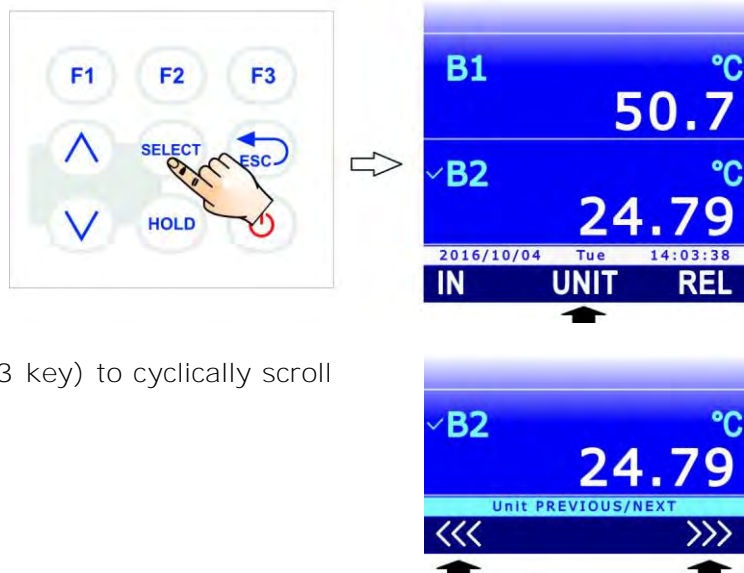 F1 F2 F3
SELECT ESC
HOLD
B1 °C
50.7
✓B2 °C
24.79
2016/10/04 Tue 14:03:38
IN UNIT REL
3 key) to cyclically scroll
✓B2 °C
24.79
Unit PREVIOUS/NEXT
<<< >>>